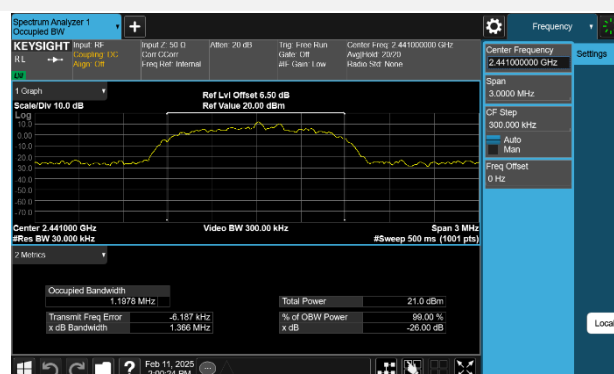 Spectrum Analyzer 1
Occupied BW
Frequency
KEYSIGHT
RL
Input: RF
Coupling: DC
Align: Off
Input Z: 50 Ω
Corr CCorr
Freq Ref: Internal
Atten: 20 dB
Trig: Free Run
Gate: Off
#IF Gain: Low
Center Freq: 2.441000000 GHz
Avg|Hold: 20/20
Radio Std: None
Center Frequency
2.441000000 GHz
Settings
Span
3.0000 MHz
CF Step
300.000 kHz
Auto
Man
Freq Offset
0 Hz
Local
1 Graph
Scale/Div 10.0 dB
Ref Lvl Offset 6.50 dB
Ref Value 20.00 dBm
Log
10.0
0.00
-10.0
-20.0
-30.0
-40.0
-50.0
-60.0
-70.0
Center 2.441000 GHz
#Res BW 30.000 kHz
Video BW 300.00 kHz
Span 3 MHz
#Sweep 500 ms (1001 pts)
2 Metrics
Occupied Bandwidth
1.1978 MHz
Total Power 21.0 dBm
Transmit Freq Error -6.187 kHz
% of OBW Power 99.00 %
x dB Bandwidth 1.366 MHz
x dB -26.00 dB
?
Feb 11, 2025
2:00:24 PM